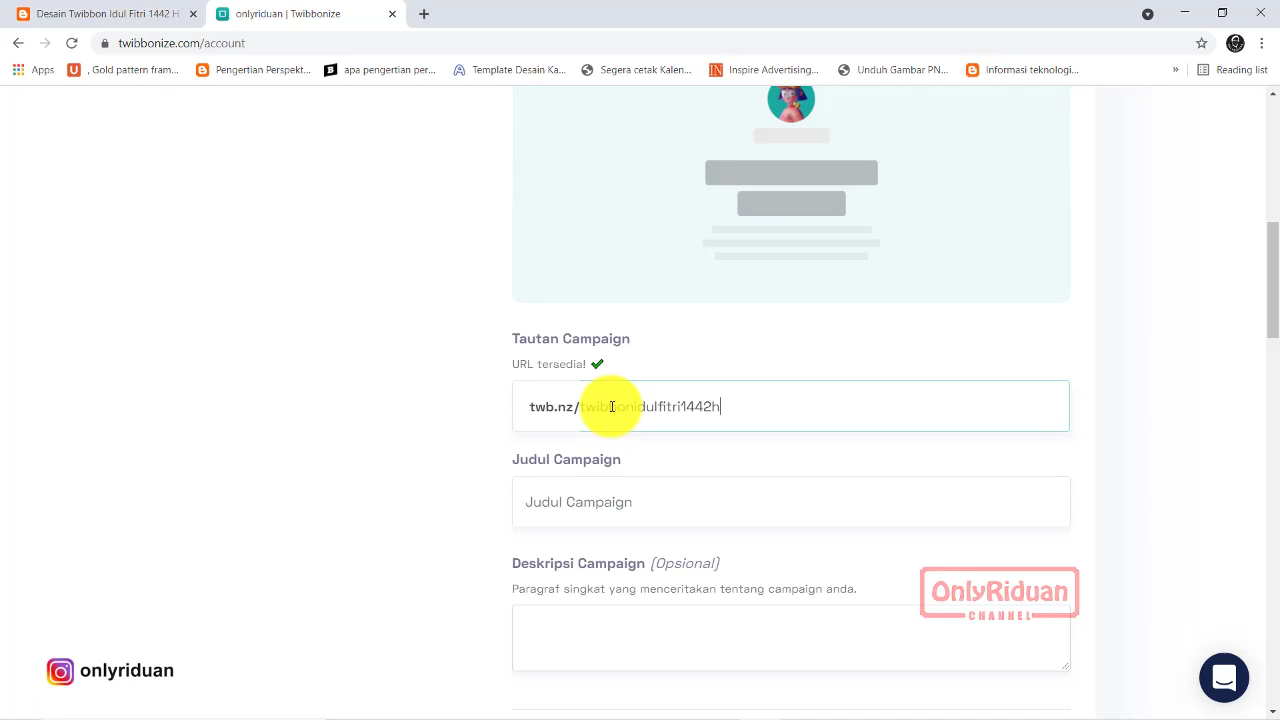 Desain Twibbon Idul Fitri 1442 H
onlyriduan | Twibbonize
twibbonize.com/account
Apps
, Gold pattern fram...
Pengertian Perspekt...
apa pengertian per...
Template Desain Ka...
Segera cetak Kalen...
Inspire Advertising...
Unduh Gambar PN...
Informasi teknologi...
»
Reading list
Tautan Campaign
URL tersedia!
twb.nz/twibbonidulfitri1442h
Judul Campaign
Judul Campaign
Deskripsi Campaign (Opsional)
Paragraf singkat yang menceritakan tentang campaign anda.
OnlyRiduan
CHANNEL
onlyriduan